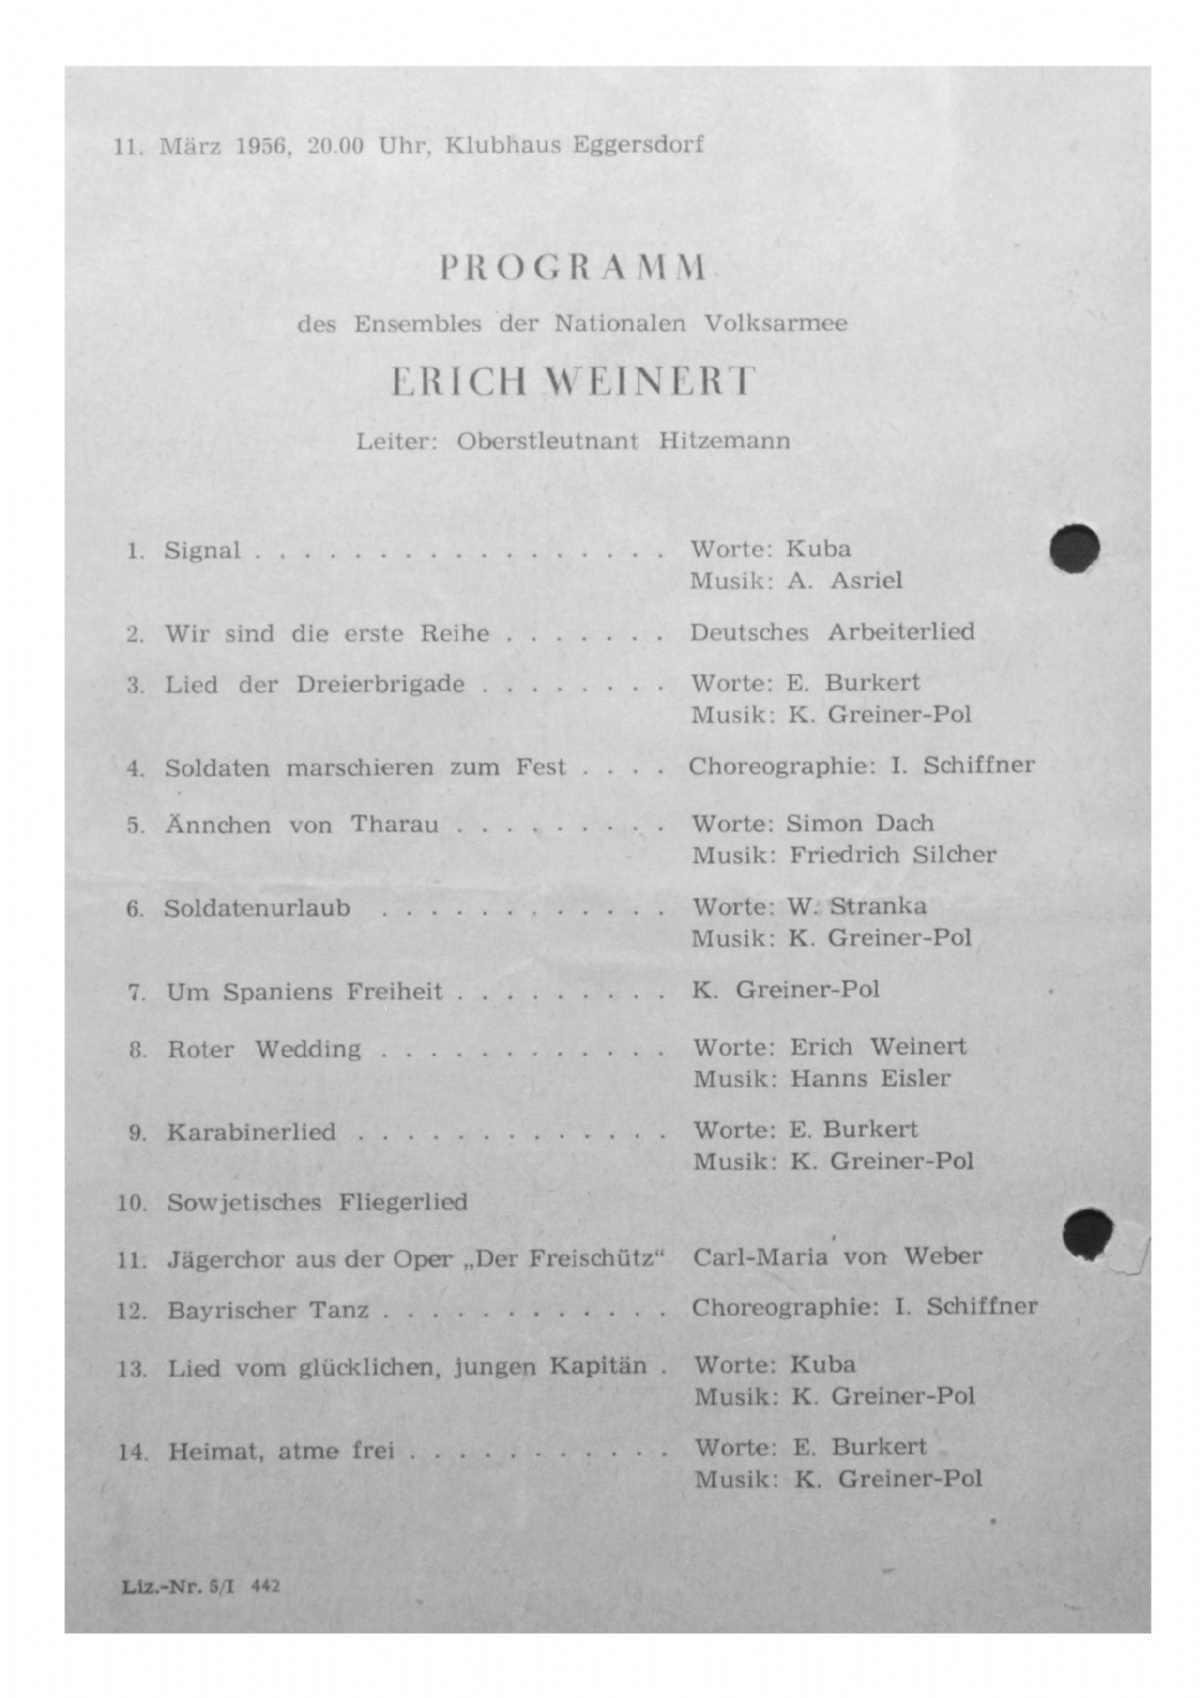 11. März 1956, 20.00 Uhr, Klubhaus Eggersdorf
PROGRAMM
des Ensembles der Nationalen Volksarmee
ERICH WEINERT
Leiter: Oberstleutnant Hitzemann
1. Signal . . . . . . . . . . . . . . . . . Worte: Kuba
Musik: A. Asriel
2. Wir sind die erste Reihe . . . . . . . Deutsches Arbeiterlied
3. Lied der Dreierbrigade . . . . . . . . Worte: E. Burkert
Musik: K. Greiner-Pol
4. Soldaten marschieren zum Fest . . . . Choreographie: I. Schiffner
5. Ännchen von Tharau . . . . . . . . . Worte: Simon Dach
Musik: Friedrich Silcher
6. Soldatenurlaub . . . . . . . . . . . . Worte: W. Stranka
Musik: K. Greiner-Pol
7. Um Spaniens Freiheit . . . . . . . . . K. Greiner-Pol
8. Roter Wedding . . . . . . . . . . . . Worte: Erich Weinert
Musik: Hanns Eisler
9. Karabinerlied . . . . . . . . . . . . . Worte: E. Burkert
Musik: K. Greiner-Pol
10. Sowjetisches Fliegerlied
11. Jägerchor aus der Oper „Der Freischütz“ Carl-Maria von Weber
12. Bayrischer Tanz . . . . . . . . . . . . Choreographie: I. Schiffner
13. Lied vom glücklichen, jungen Kapitän . Worte: Kuba
Musik: K. Greiner-Pol
14. Heimat, atme frei . . . . . . . . . . . Worte: E. Burkert
Musik: K. Greiner-Pol
Liz.-Nr. 5/I 442